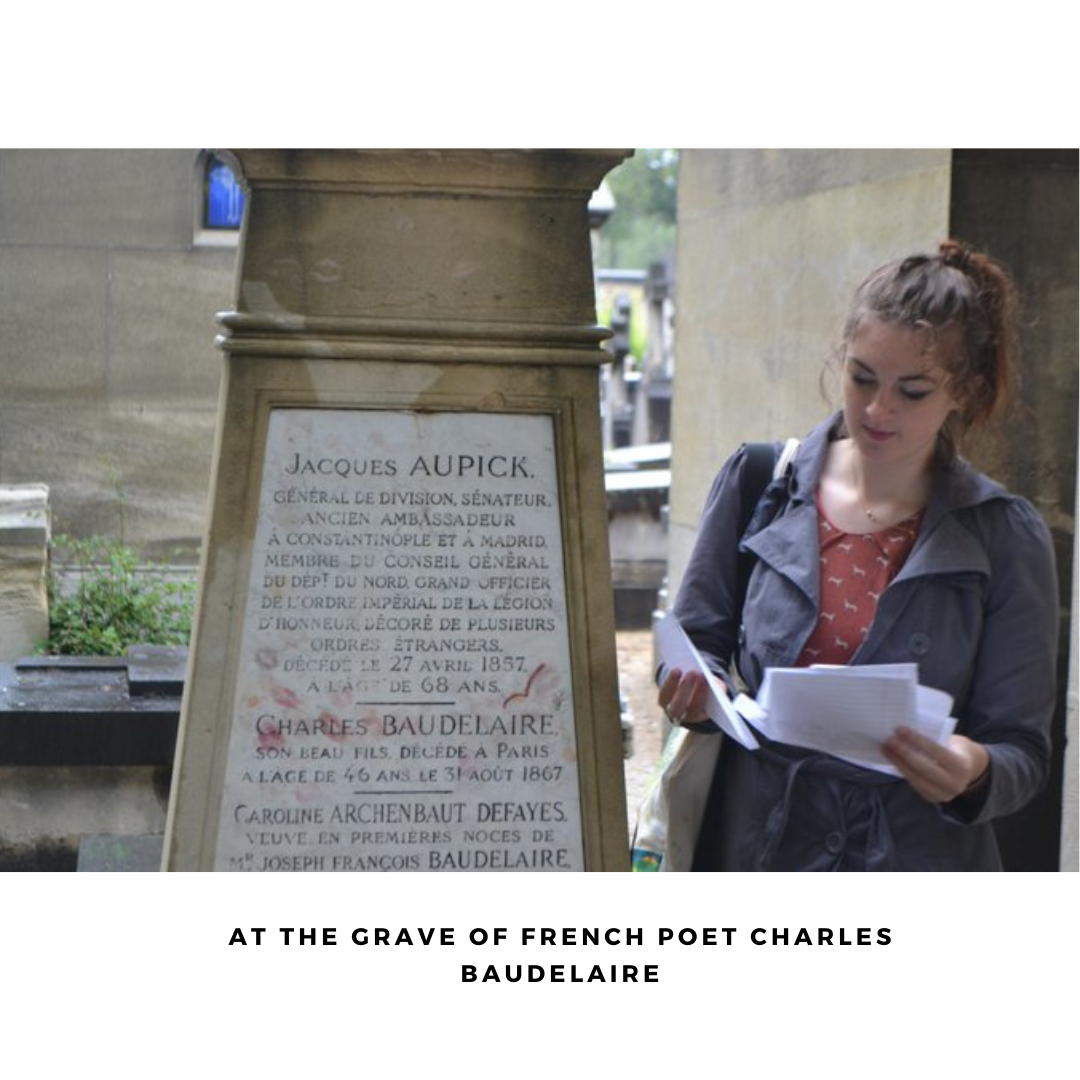 JACQUES AUPICK.
GÉNÉRAL DE DIVISION, SÉNATEUR,
ANCIEN AMBASSADEUR
À CONSTANTINOPLE ET À MADRID.
MEMBRE DU CONSEIL GÉNÉRAL
DU DÉPT DU NORD, GRAND OFFICIER
DE L'ORDRE IMPÉRIAL DE LA LÉGION
D'HONNEUR, DÉCORÉ DE PLUSIEURS
ORDRES ÉTRANGERS,
DÉCÉDÉ LE 27 AVRIL 1857,
À L'ÂGE DE 68 ANS.
CHARLES BAUDELAIRE,
SON BEAU FILS, DÉCÉDÉ À PARIS
A L'ÂGE DE 46 ANS LE 31 AOÛT 1867
CAROLINE ARCHENBAUT DEFAYES.
VEUVE EN PREMIÈRES NOCES DE
MR. JOSEPH FRANÇOIS BAUDELAIRE,
AT THE GRAVE OF FRENCH POET CHARLES
BAUDELAIRE